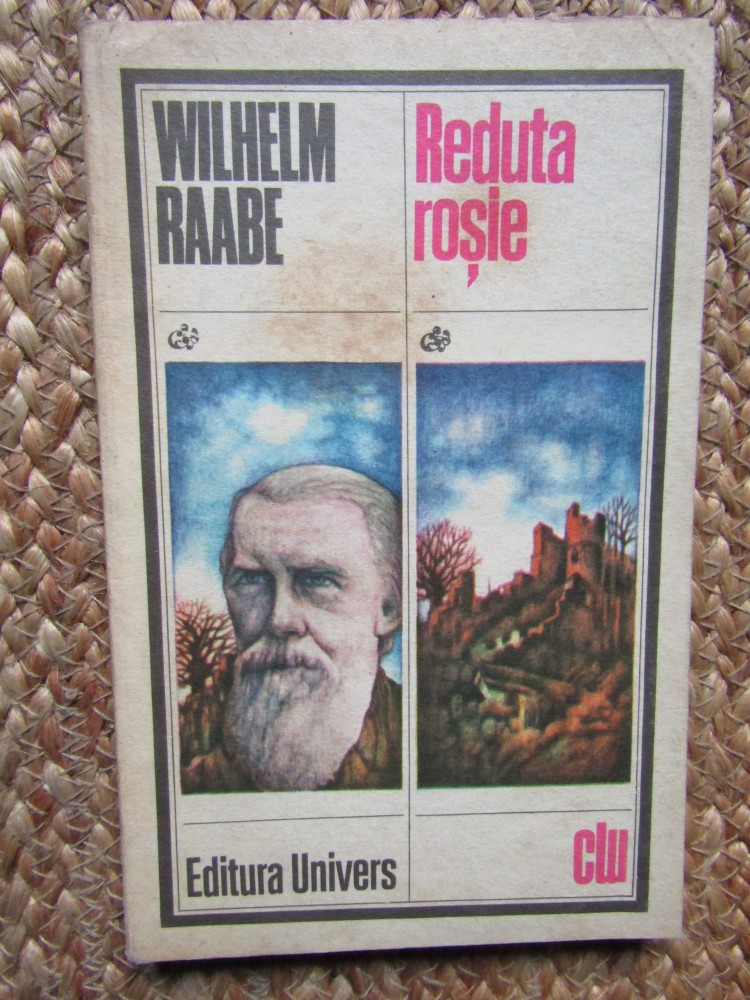 WILHELM
RAABE
Reduta
roșie
Editura Univers
clu